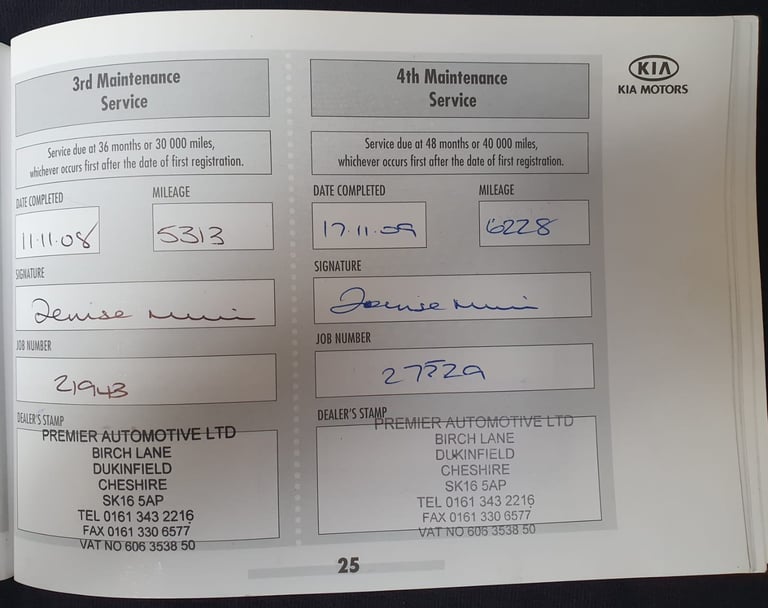 3rd Maintenance
Service
Service due at 36 months or 30 000 miles,
whichever occurs first after the date of first registration.
DATE COMPLETED
MILEAGE
11·11·08
5313
SIGNATURE
Denise
JOB NUMBER
21943
DEALER'S STAMP
PREMIER AUTOMOTIVE LTD
BIRCH LANE
DUKINFIELD
CHESHIRE
SK16 5AP
TEL 0161 343 2216
FAX 0161 330 6577
VAT NO 606 3538 50
4th Maintenance
Service
Service due at 48 months or 40 000 miles,
whichever occurs first after the date of first registration.
DATE COMPLETED
MILEAGE
17·11·09
6228
SIGNATURE
Denise
JOB NUMBER
27529
DEALER'S STAMP
PREMIER AUTOMOTIVE LTD
BIRCH LANE
DUKINFIELD
CHESHIRE
SK16 5AP
TEL 0161 343 2216
FAX 0161 330 6577
VAT NO 606 3538 50
KIA
KIA MOTORS
25